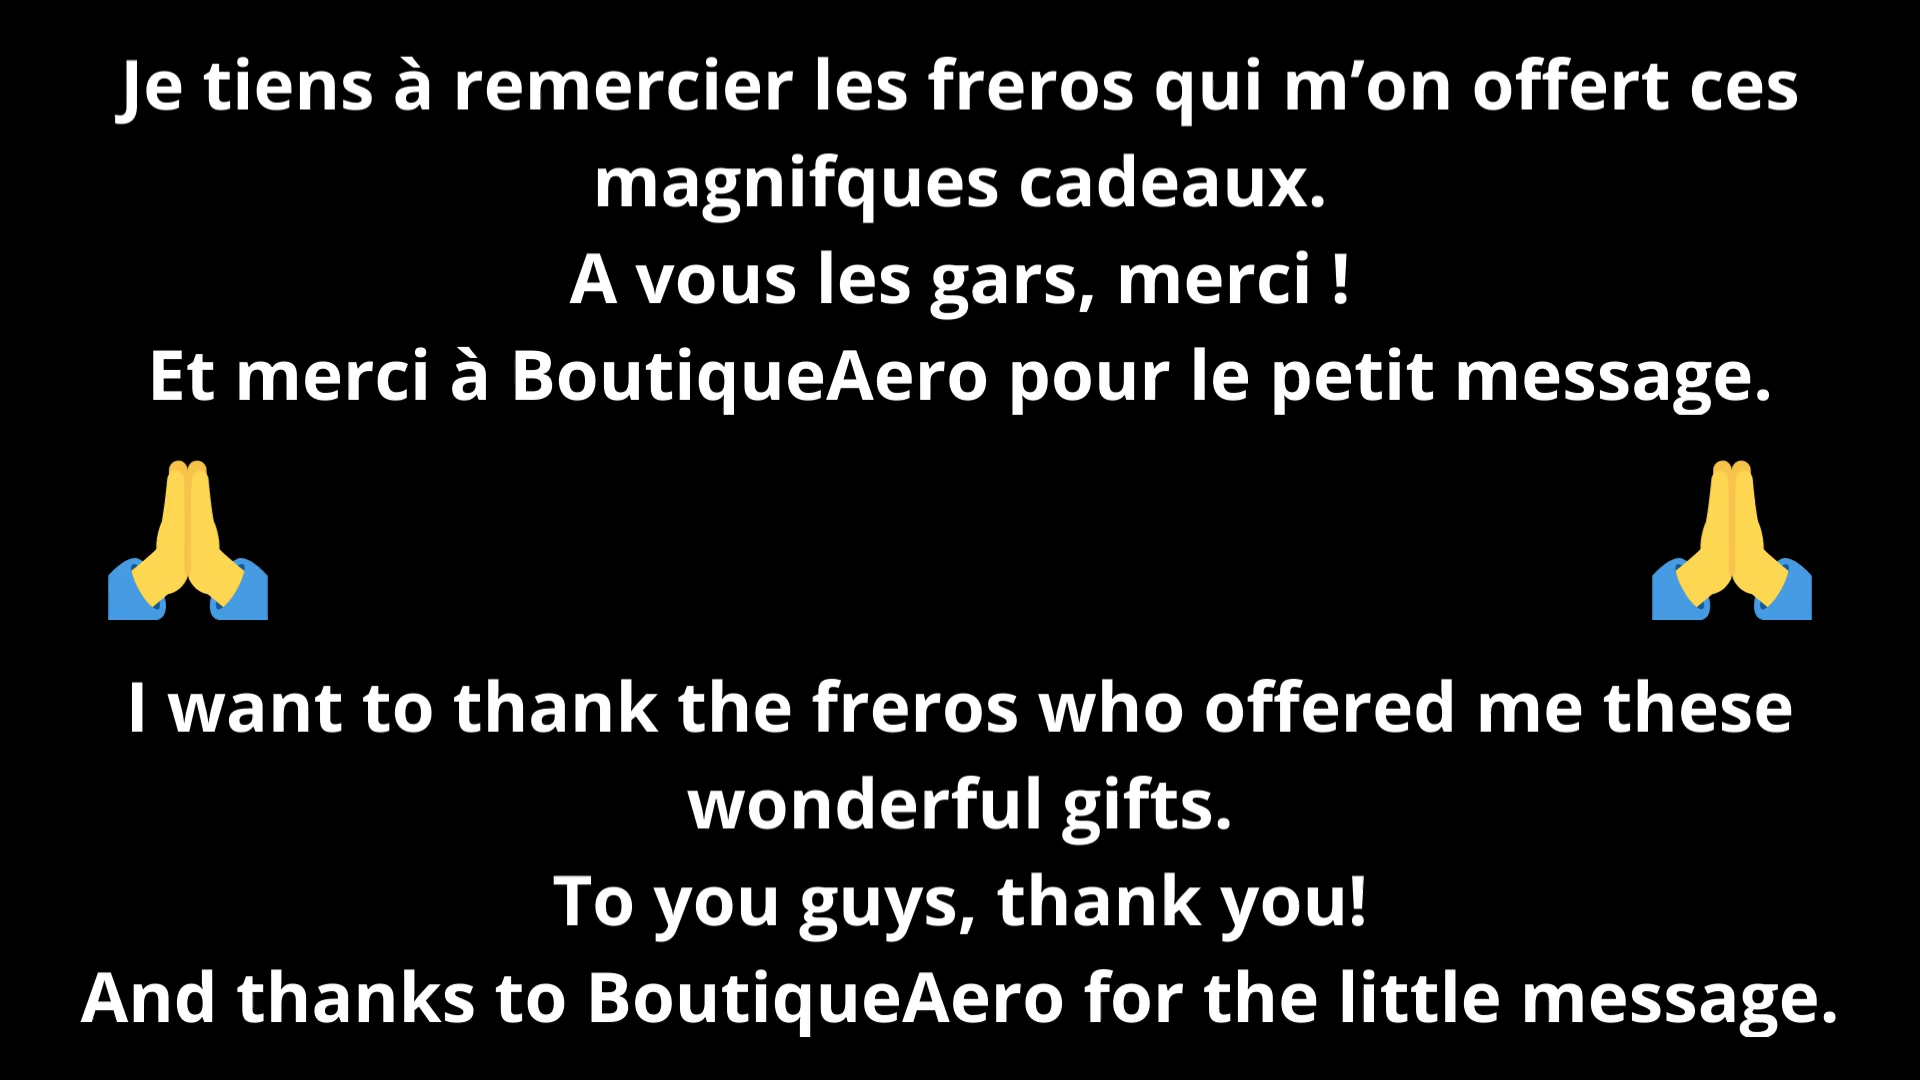 Je tiens à remercier les freros qui m’on offert ces
magnifques cadeaux.
A vous les gars, merci !
Et merci à BoutiqueAero pour le petit message.
I want to thank the freros who offered me these
wonderful gifts.
To you guys, thank you!
And thanks to BoutiqueAero for the little message.